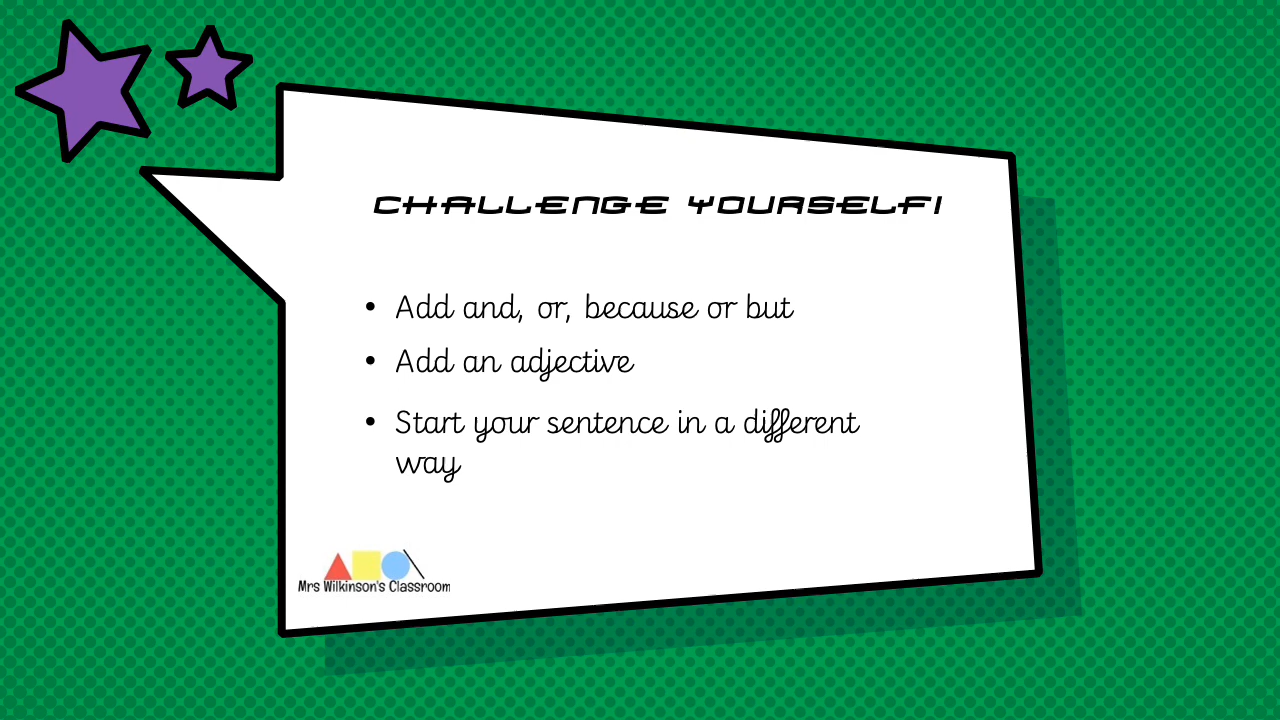 CHALLENGE YOURSELF!
• Add and, or, because or but
• Add an adjective
• Start your sentence in a different
way
Mrs Wilkinson's Classroom